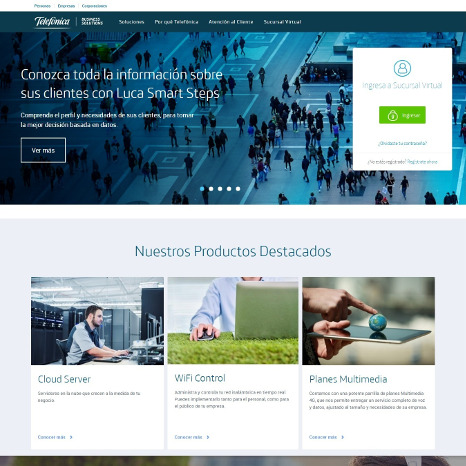 Personas Empresas Corporaciones
Telefónica BUSINESS SOLUTIONS Soluciones Por qué Telefónica Atención al Cliente Sucursal Virtual
Conozca toda la información sobre
sus clientes con Luca Smart Steps
Comprenda el perfil y necesidades de sus clientes, para tomar
la mejor decisión basada en datos
Ver más
Ingresa a Sucursal Virtual
Ingresar
¿Olvidaste tu contraseña?
¿No estás registrado? Regístrate ahora
Nuestros Productos Destacados
Cloud Server
Servidores en la nube que crecen a la medida de tu
negocio.
Conocer más
WiFi Control
Administra y controla tu red inalámbrica en tiempo real.
Puedes implementarlo tanto para el personal, como para
el público de tu empresa.
Conocer más
Planes Multimedia
Contamos con una potente parrilla de planes Multimedia
4G, que nos permite entregar un servicio completo de voz
y datos, ajustado al tamaño y necesidades de su empresa.
Conocer más